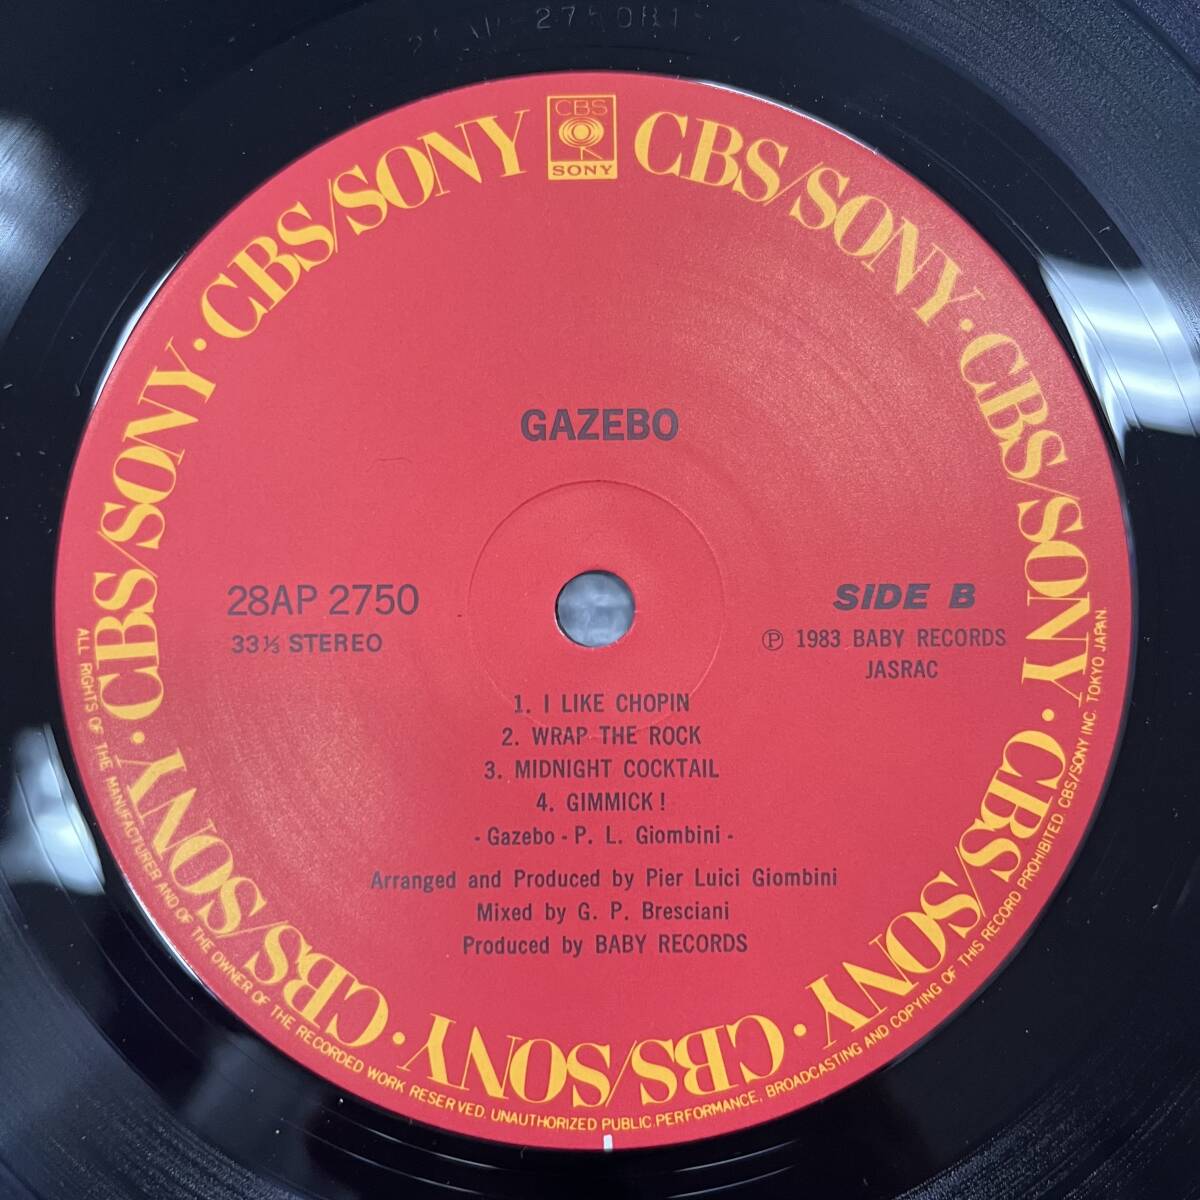 CBS
SONY
CBS/SONY · CBS/SONY · CBS/SONY · CBS/SONY · CBS/SONY · CBS/SONY · CBS/SONY · CBS/SONY · CBS/SONY
GAZEBO
28AP 2750
33⅓ STEREO
SIDE B
Ⓟ 1983 BABY RECORDS
JASRAC
1. I LIKE CHOPIN
2. WRAP THE ROCK
3. MIDNIGHT COCKTAIL
4. GIMMICK!
- Gazebo - P. L. Giombini -
Arranged and Produced by Pier Luici Giombini
Mixed by G. P. Bresciani
Produced by BABY RECORDS
ALL RIGHTS OF THE MANUFACTURER AND OF THE OWNER OF THE RECORDED WORK RESERVED. UNAUTHORIZED PUBLIC PERFORMANCE, BROADCASTING AND COPYING OF THIS RECORD PROHIBITED CBS/SONY INC. TOKYO JAPAN.